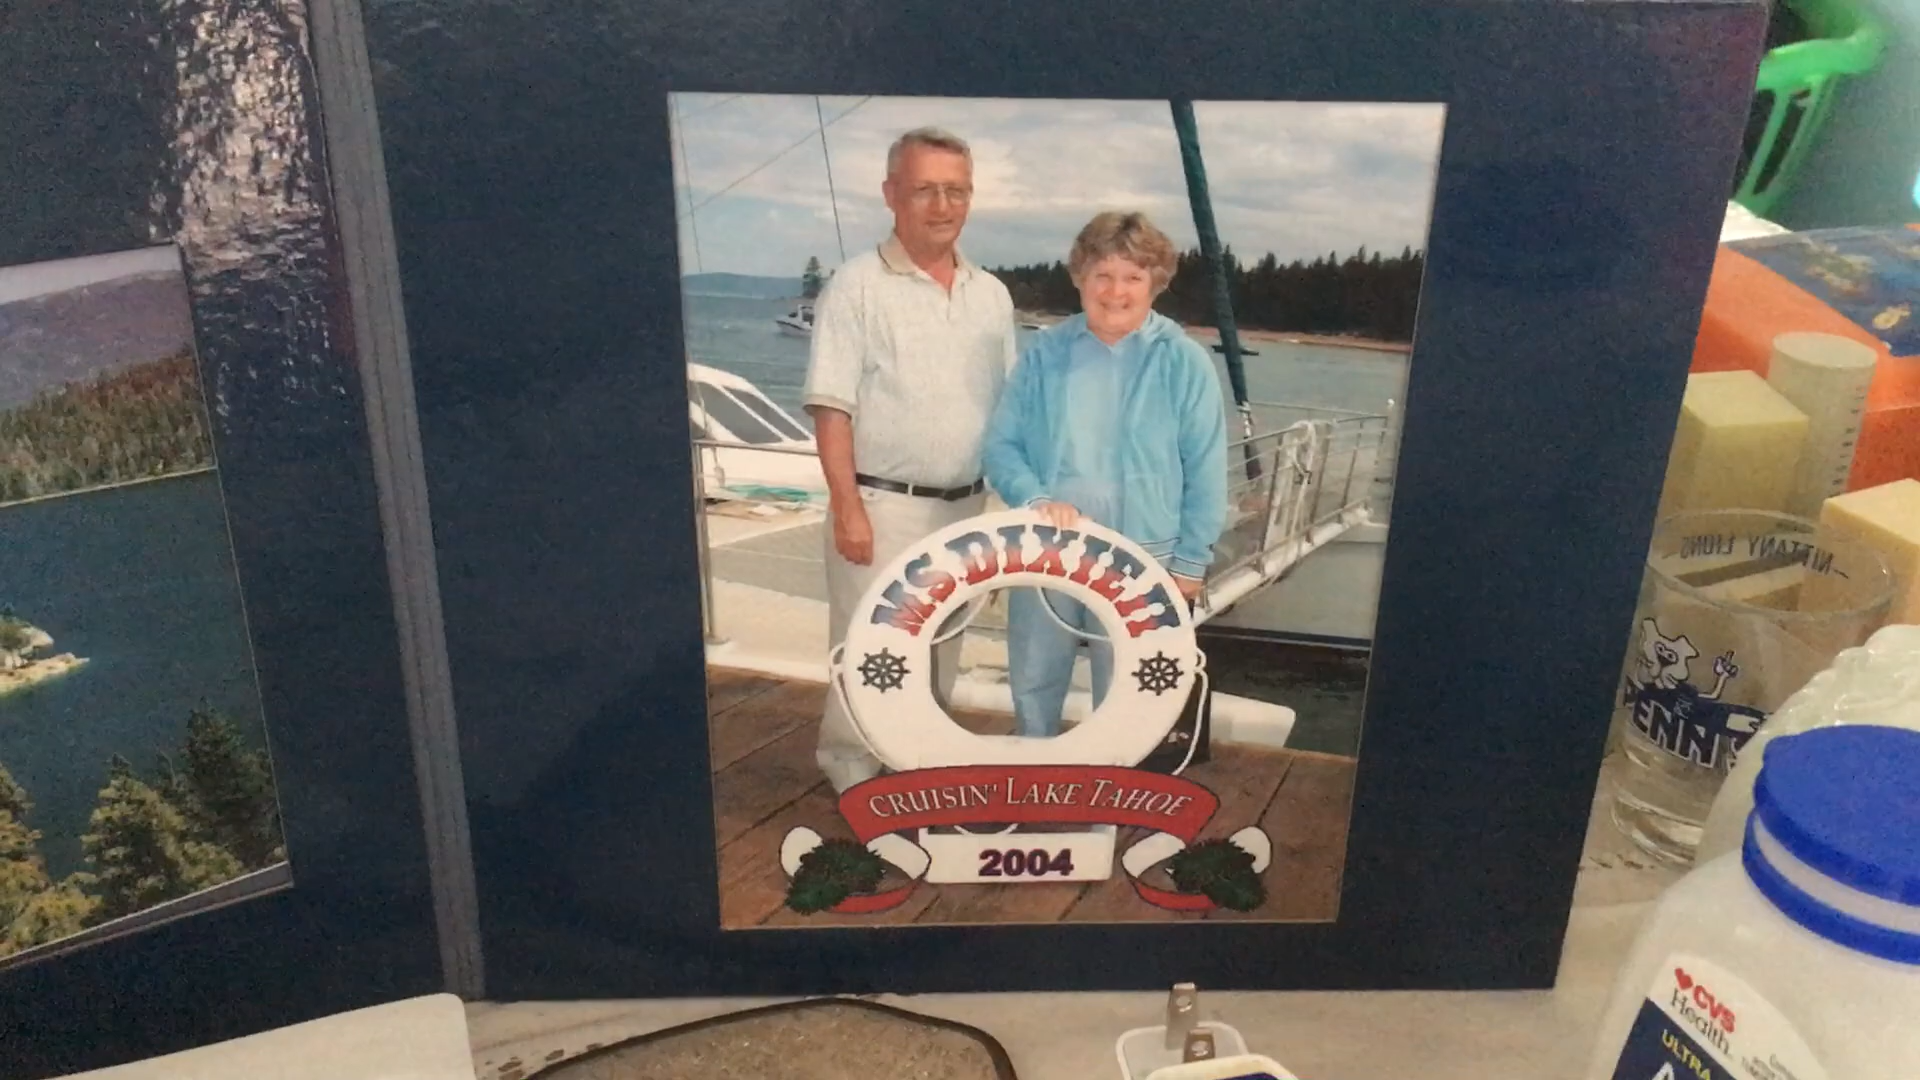 M.S. DIXIE II
CRUISIN' LAKE TAHOE
2004
NITTANY LIONS
PENN S
CVS
Health
ULTRA